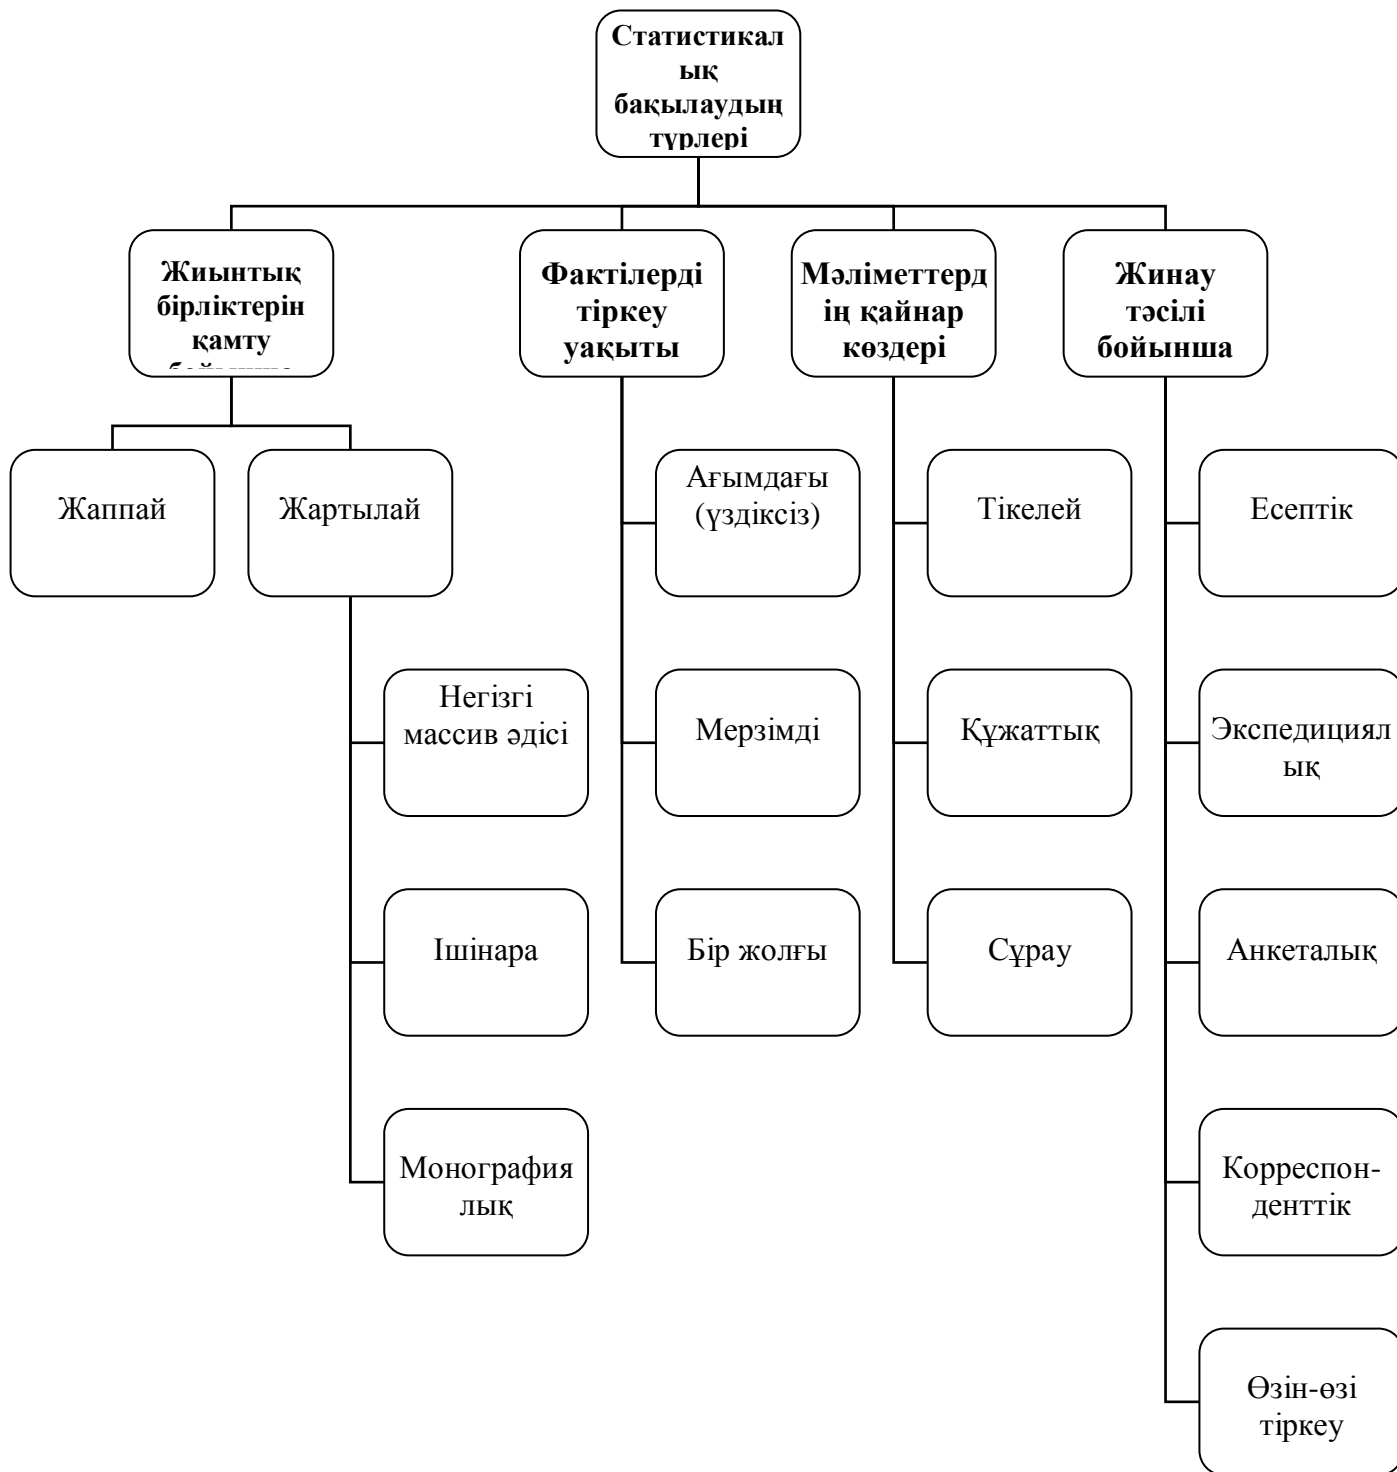 Статистикал
ық
бақылаудың
түрлері
Жиынтық
бірліктерін
қамту
Фактілерді
тіркеу
уақыты
Мәліметтерд
ің қайнар
көздері
Жинау
тәсілі
бойынша
Жаппай
Жартылай
Ағымдағы
(үздіксіз)
Тікелей
Есептік
Негізгі
массив әдісі
Мерзімді
Құжаттық
Экспедициял
ық
Ішінара
Бір жолғы
Сұрау
Анкеталық
Монография
лық
Корреспон-
денттік
Өзін-өзі
тіркеу